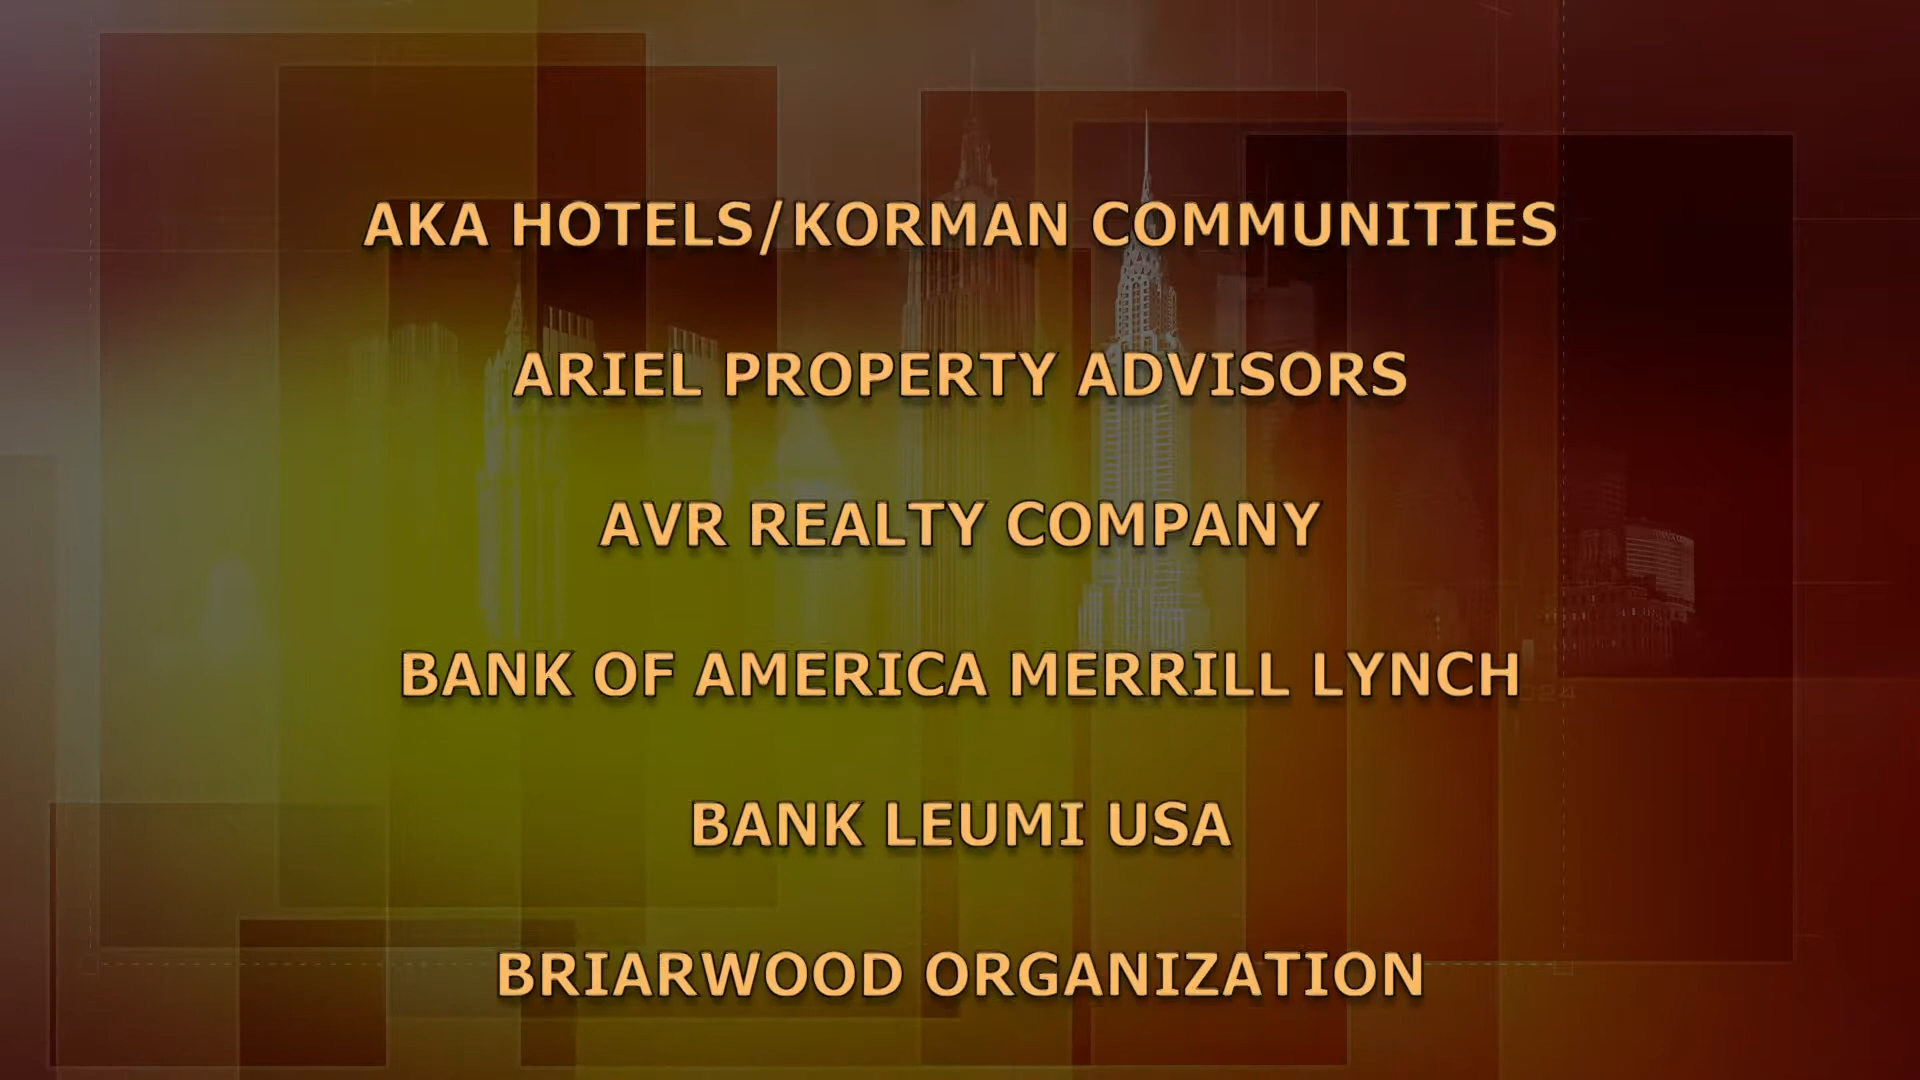 AKA HOTELS/KORMAN COMMUNITIES
ARIEL PROPERTY ADVISORS
AVR REALTY COMPANY
BANK OF AMERICA MERRILL LYNCH
BANK LEUMI USA
BRIARWOOD ORGANIZATION